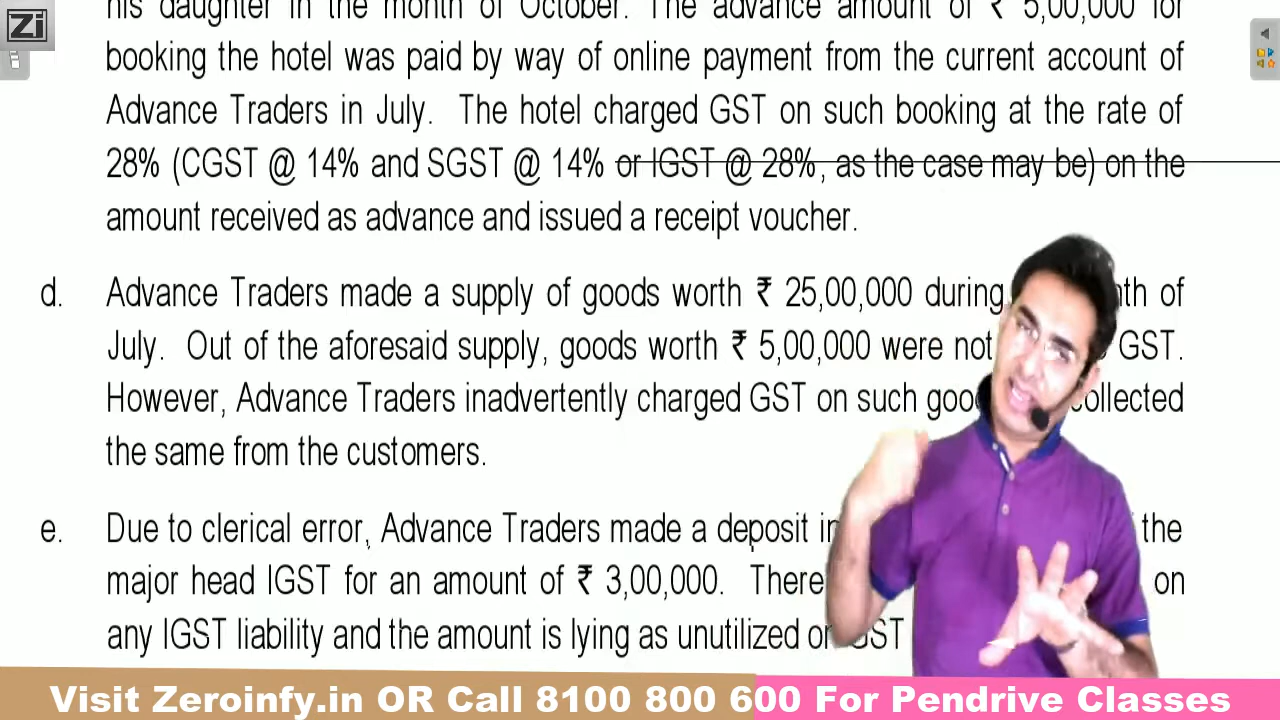 Zi
his daughter in the month of October. The advance amount of ₹ 5,00,000 for
booking the hotel was paid by way of online payment from the current account of
Advance Traders in July. The hotel charged GST on such booking at the rate of
28% (CGST @ 14% and SGST @ 14% or IGST @ 28%, as the case may be) on the
amount received as advance and issued a receipt voucher.
d. Advance Traders made a supply of goods worth ₹ 25,00,000 during of
July. Out of the aforesaid supply, goods worth ₹ 5,00,000 were not GST.
However, Advance Traders inadvertently charged GST on such collected
the same from the customers.
e. Due to clerical error, Advance Traders made a deposit the
major head IGST for an amount of ₹ 3,00,000. on
any IGST liability and the amount is lying as unutilized
Visit Zeroinfy.in OR Call 8100 800 600 For Pendrive Classes